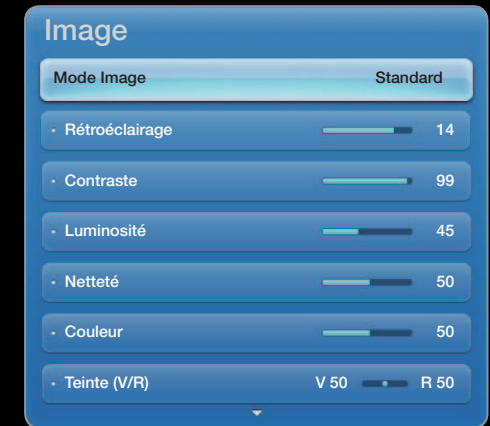 Image
Mode Image Standard
· Rétroéclairage 14
· Contraste 99
· Luminosité 45
· Netteté 50
· Couleur 50
· Teinte (V/R) V 50 R 50